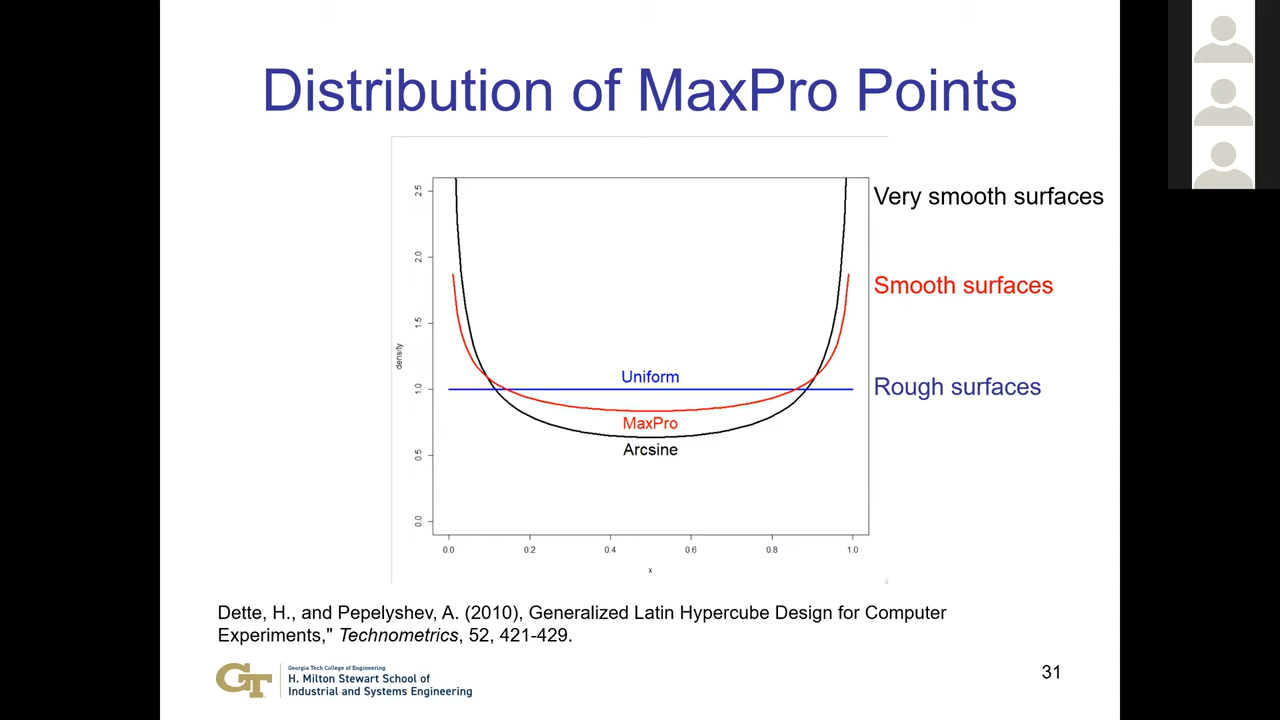 Distribution of MaxPro Points
Very smooth surfaces
Smooth surfaces
Rough surfaces
Uniform
MaxPro
Arcsine
density
2.5
2.0
1.5
1.0
0.5
0.0
0.0 0.2 0.4 0.6 0.8 1.0
x
Dette, H., and Pepelyshev, A. (2010), Generalized Latin Hypercube Design for Computer
Experiments," Technometrics, 52, 421-429.
GT
Georgia Tech College of Engineering
H. Milton Stewart School of
Industrial and Systems Engineering
31